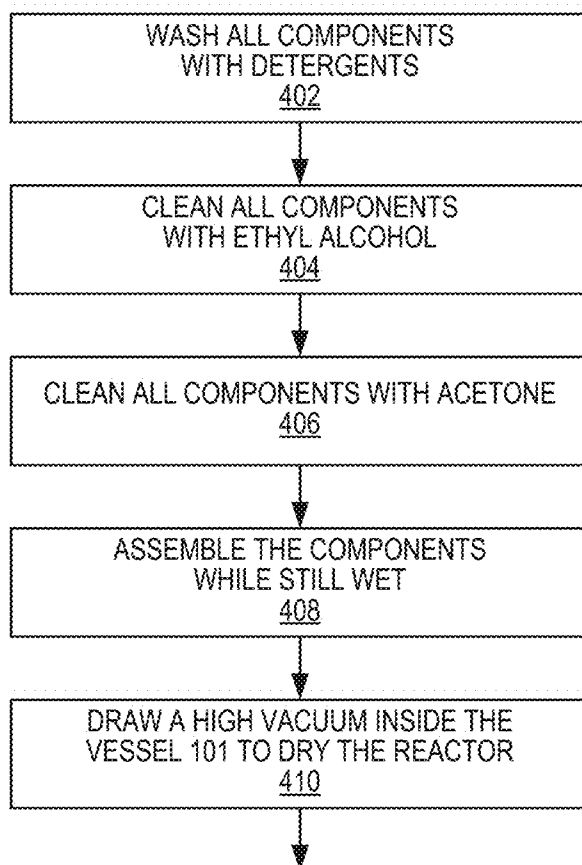 WASH ALL COMPONENTS
WITH DETERGENTS
402
CLEAN ALL COMPONENTS
WITH ETHYL ALCOHOL
404
CLEAN ALL COMPONENTS WITH ACETONE
406
ASSEMBLE THE COMPONENTS
WHILE STILL WET
408
DRAW A HIGH VACUUM INSIDE THE
VESSEL 101 TO DRY THE REACTOR
410